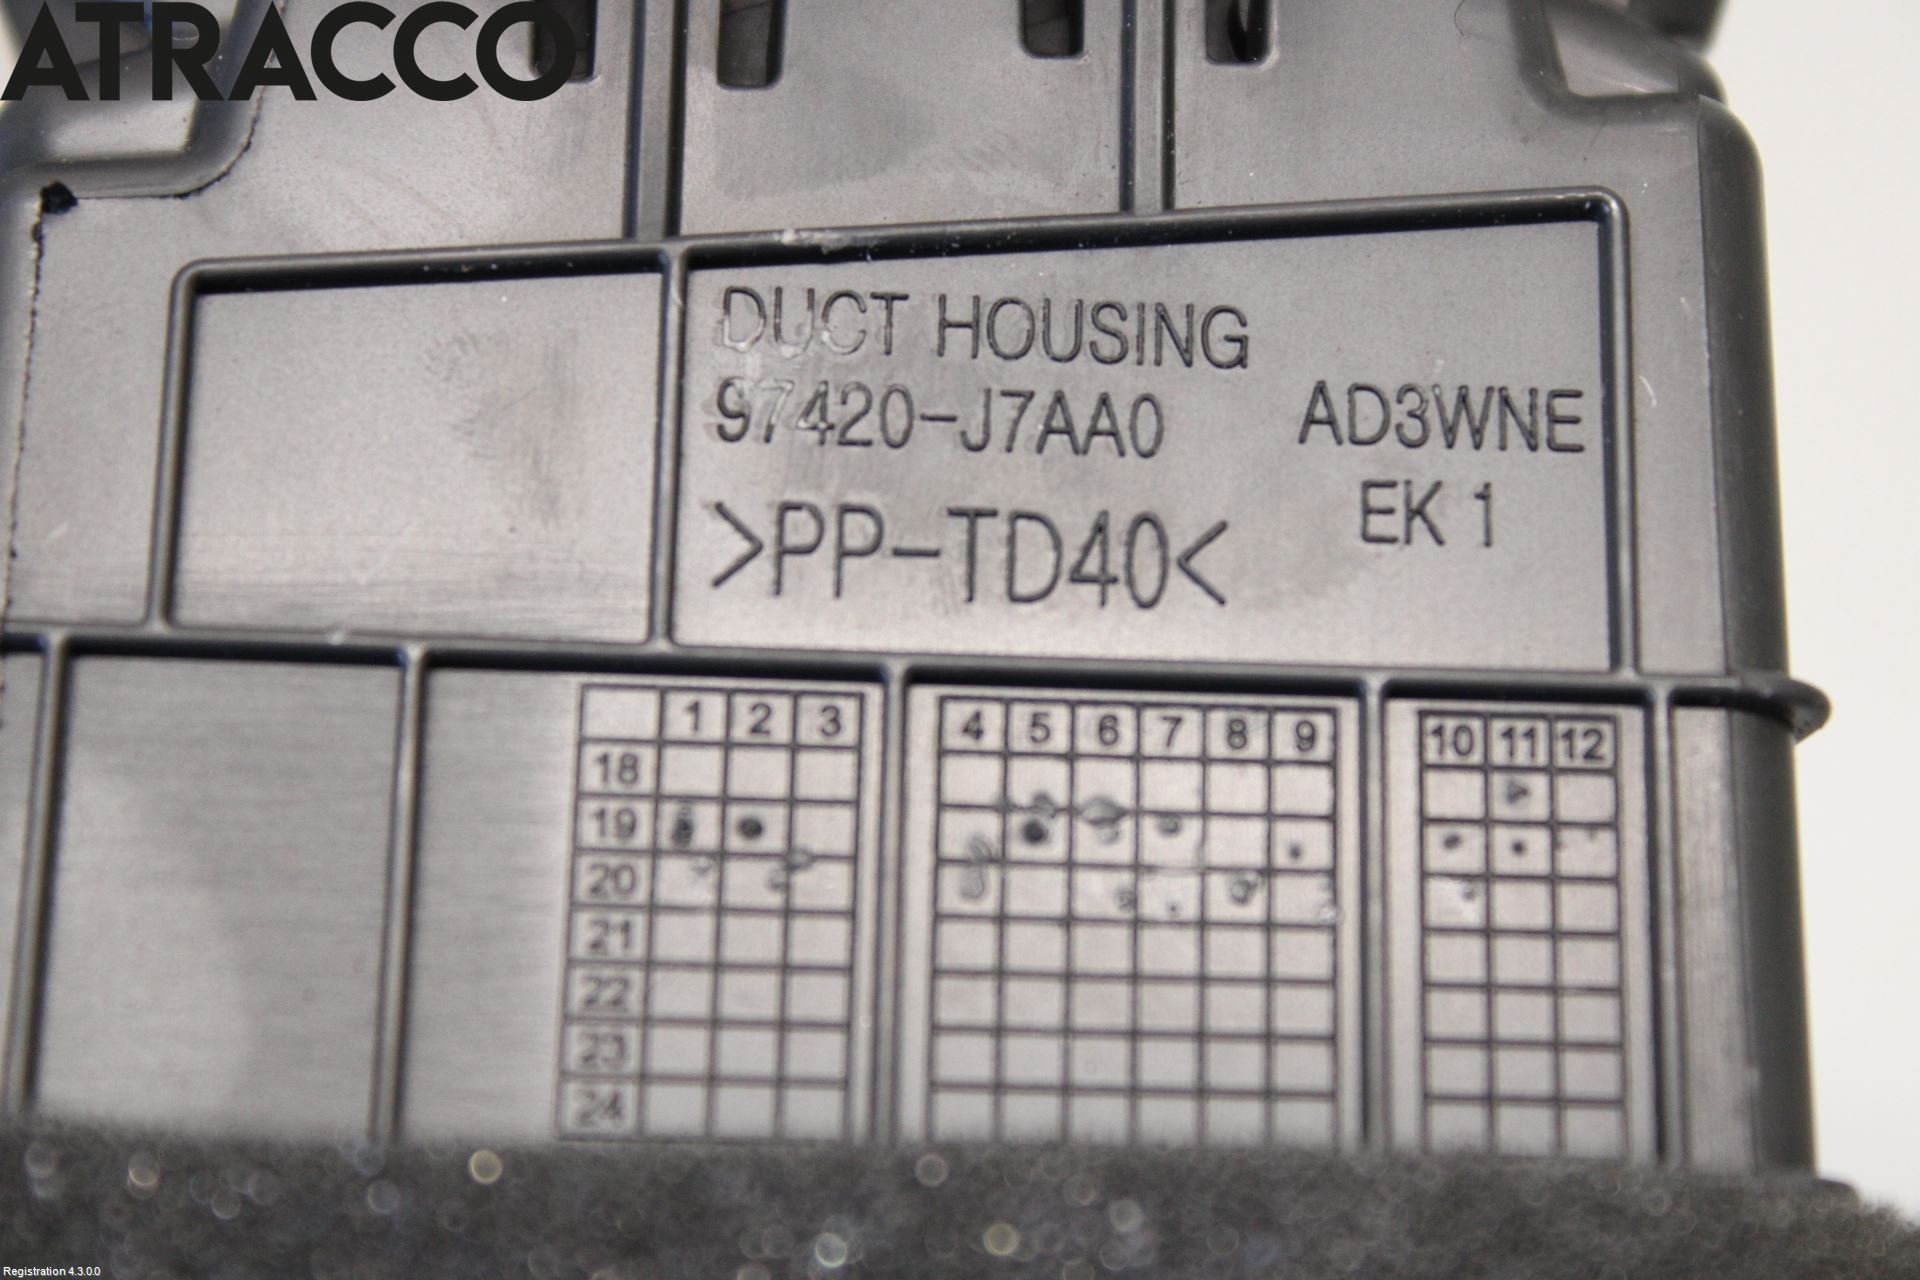 ATRACCO
DUCT HOUSING
97420-J7AA0 AD3WNE
>PP-TD40< EK 1
1 2 3 4 5 6 7 8 9 10 11 12
18
19
20
21
22
23
24
Registration 4.3.0.0